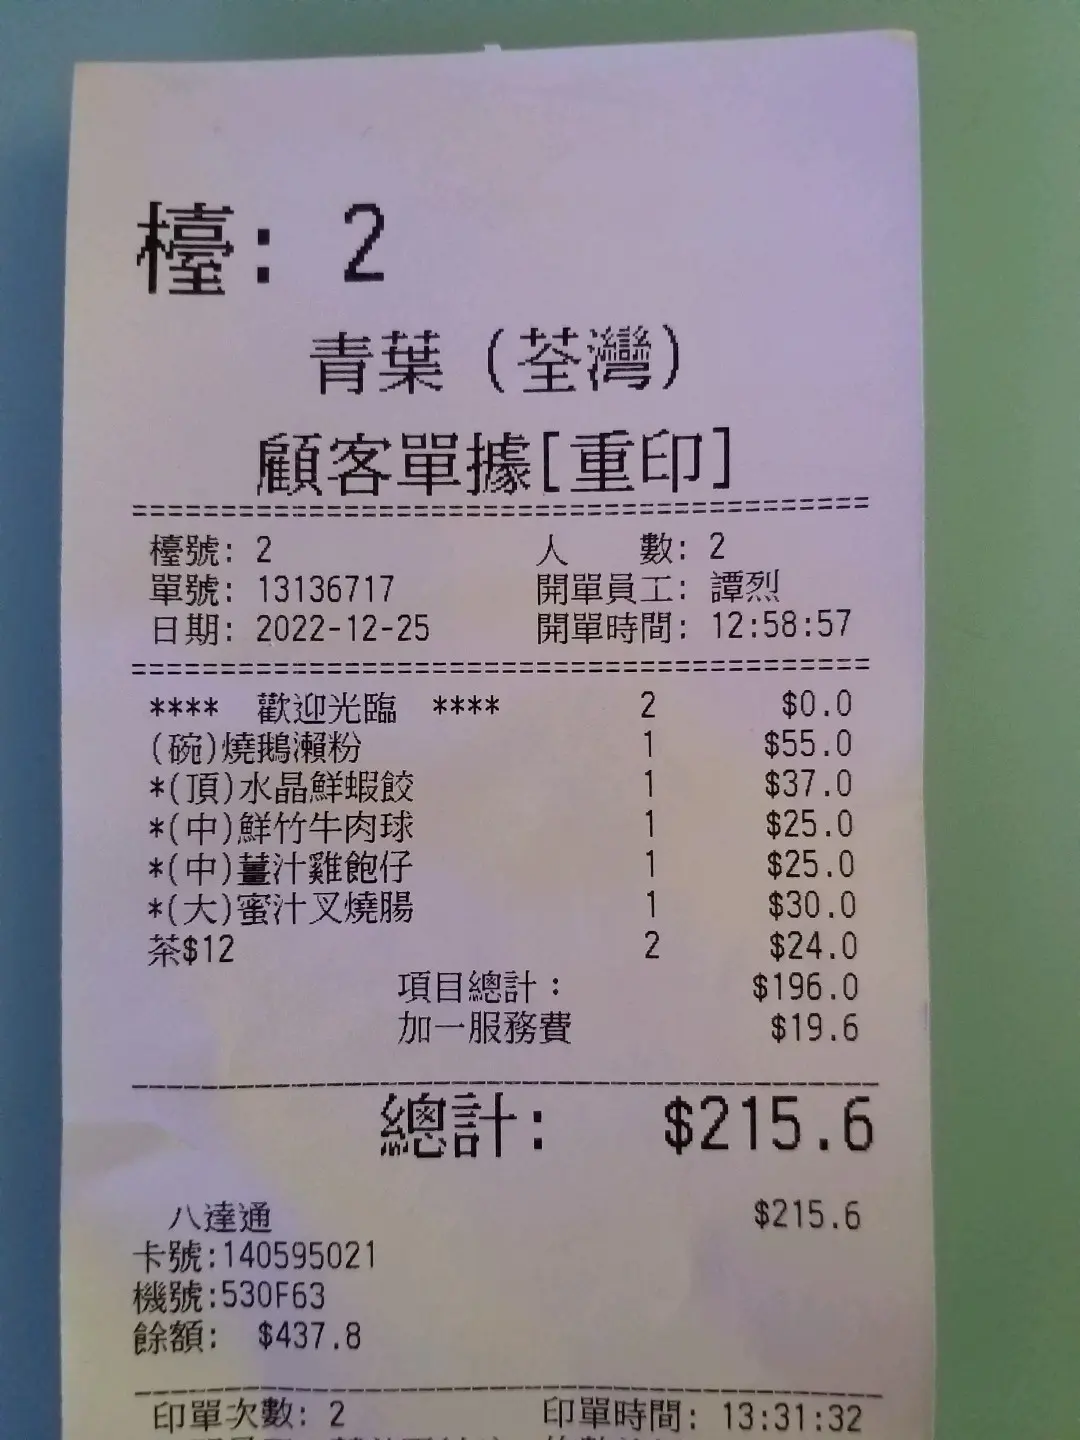 檯: 2
青葉（荃灣）
顧客單據[重印]
========================================
檯號: 2 人 數: 2
單號: 13136717 開單員工: 譚烈
日期: 2022-12-25 開單時間: 12:58:57
========================================
**** 歡迎光臨 **** 2 $0.0
(碗)燒鵝瀨粉 1 $55.0
*(頂)水晶鮮蝦餃 1 $37.0
*(中)鮮竹牛肉球 1 $25.0
*(中)薑汁雞飽仔 1 $25.0
*(大)蜜汁叉燒腸 1 $30.0
茶$12 2 $24.0
項目總計： $196.0
加一服務費 $19.6
總計: $215.6
八達通 $215.6
卡號:140595021
機號:530F63
餘額: $437.8
印單次數: 2 印單時間: 13:31:32